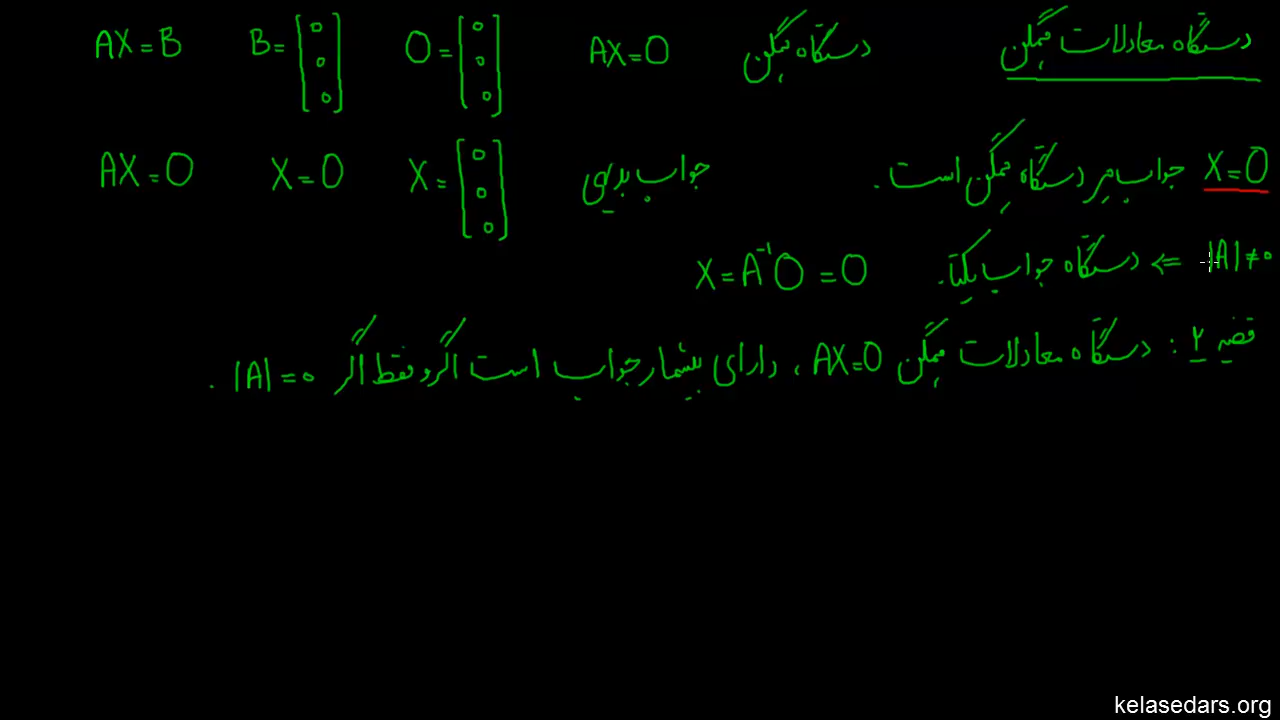 دستگاه معادلات همگن
دستگاه همگن AX=O O=[0 0 0] B=[0 0 0] AX=B
X=O جواب هر دستگاه همگن است. جواب بدیهی X=[0 0 0] X=O AX=O
|A|≠0 ⇐ دستگاه جواب یکتا. X=A⁻¹O=O
قضیه ۲: دستگاه معادلات همگن AX=O، دارای بیشمار جواب است اگر و فقط اگر |A|=0.
kelasedars.org